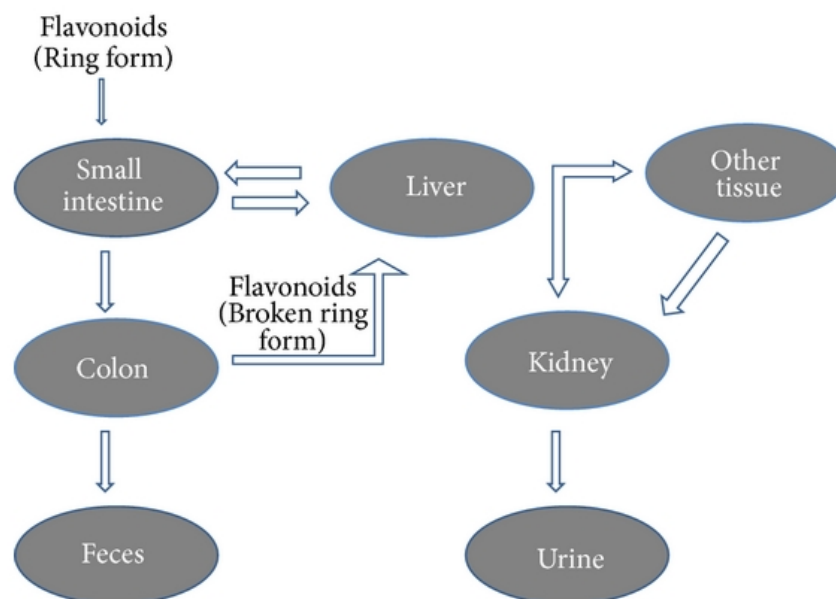 Flavonoids
(Ring form)
Small
intestine
Liver
Other
tissue
Flavonoids
(Broken ring
form)
Colon
Kidney
Feces
Urine